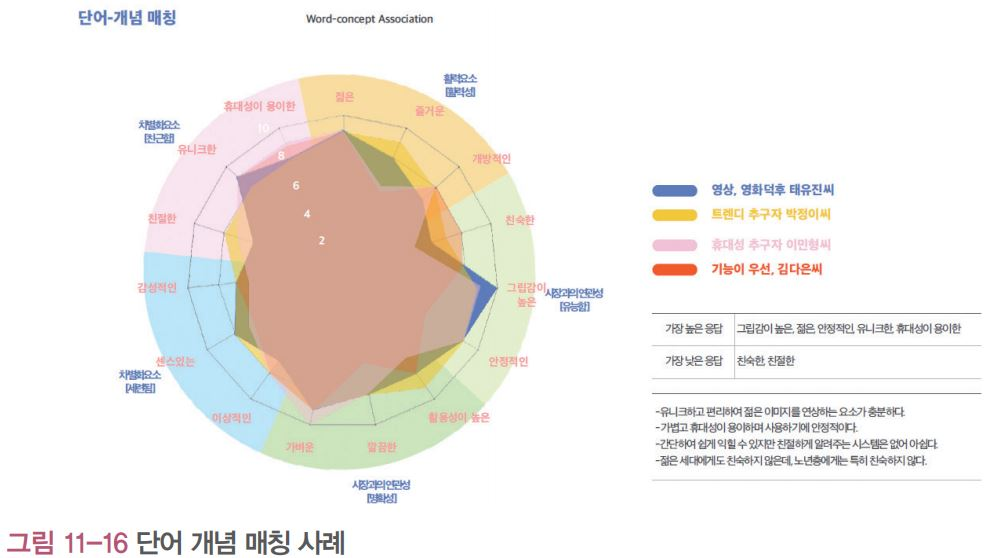 단어-개념 매칭
Word-concept Association
활력요소
[활력성]
젊은
즐거운
개방적인
친숙한
그립감이
높은
시장과의 연관성
[유능함]
안정적인
활용성이 높은
깔끔한
시장과의 연관성
[명확성]
가벼운
이상적인
센스있는
차별화요소
[세련됨]
감성적인
친절한
유니크한
차별화요소
[친근함]
휴대성이 용이한
10
8
6
4
2
영상, 영화덕후 태유진씨
트렌디 추구자 박정이씨
휴대성 추구자 이민형씨
기능이 우선, 김다은씨
가장 높은 응답 그립감이 높은, 젊은, 안정적인, 유니크한, 휴대성이 용이한
가장 낮은 응답 친숙한, 친절한
-유니크하고 편리하여 젊은 이미지를 연상하는 요소가 충분하다.
-가볍고 휴대성이 용이하며 사용하기에 안정적이다.
-간단하여 쉽게 익힐 수 있지만 친절하게 알려주는 시스템은 없어 아쉽다.
-젊은 세대에게도 친숙하지 않은데, 노년층에게는 특히 친숙하지 않다.
그림 11-16 단어 개념 매칭 사례